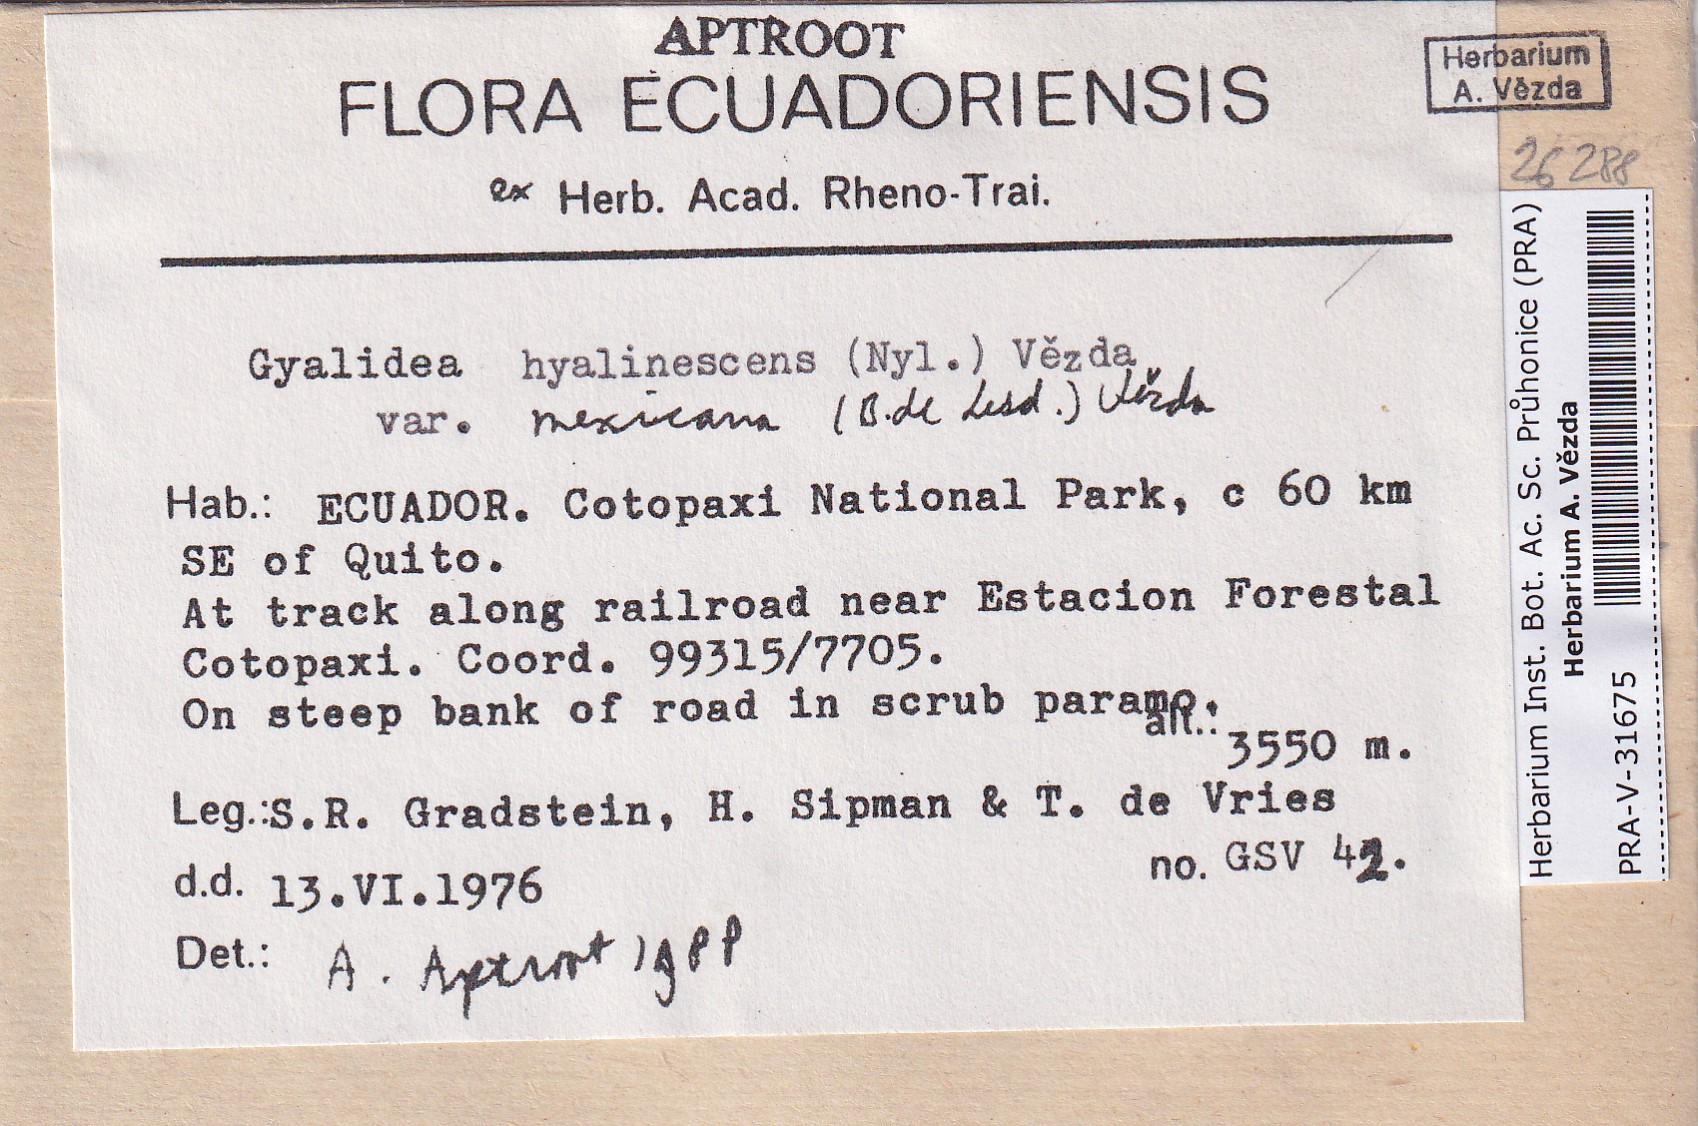 APTROOT
FLORA ECUADORIENSIS
ex Herb. Acad. Rheno-Trai.
Gyalidea hyalinescens (Nyl.) Vězda
var. mexicana (B. de Lesd.) Vězda
Hab.: ECUADOR. Cotopaxi National Park, c 60 km
SE of Quito.
At track along railroad near Estacion Forestal
Cotopaxi. Coord. 99315/7705.
On steep bank of road in scrub paramo.
alt.: 3550 m.
Leg.: S.R. Gradstein, H. Sipman & T. de Vries
d.d. 13.VI.1976
no. GSV 42.
Det.: A. Aptroot 1988
Herbarium
A. Vězda
26288
Herbarium Inst. Bot. Ac. Sc. Průhonice (PRA)
Herbarium A. Vězda
PRA-V-31675